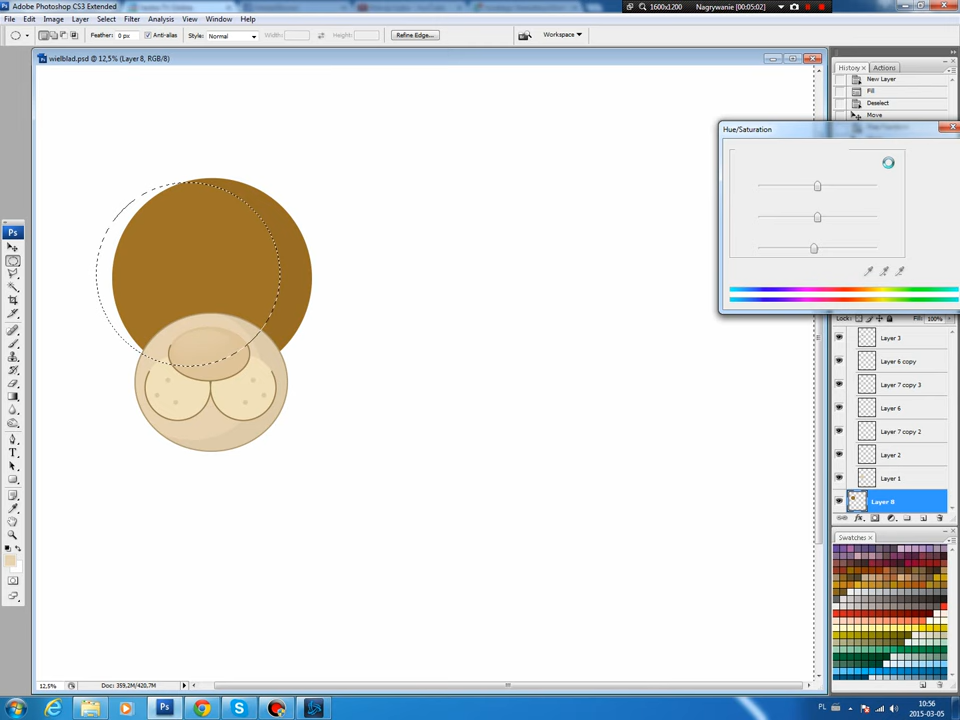 Adobe Photoshop CS3 Extended
1600x1200
Nagrywanie [00:05:02]
File Edit Image Layer Select Filter Analysis View Window Help
Feather: 0 px
Anti-alias
Style: Normal
Width:
Height:
Refine Edge...
Workspace
wielblad.psd @ 12,5% (Layer 8, RGB/8)
History
Actions
New Layer
Fill
Deselect
Move
Hue/Saturation
Ps
Lock:
Fill: 100%
Layer 3
Layer 6 copy
Layer 7 copy 3
Layer 6
Layer 7 copy 2
Layer 2
Layer 1
Layer 8
Swatches
12,5%
Doc: 359,2M/420,7M
PL
10:56
2015-03-05